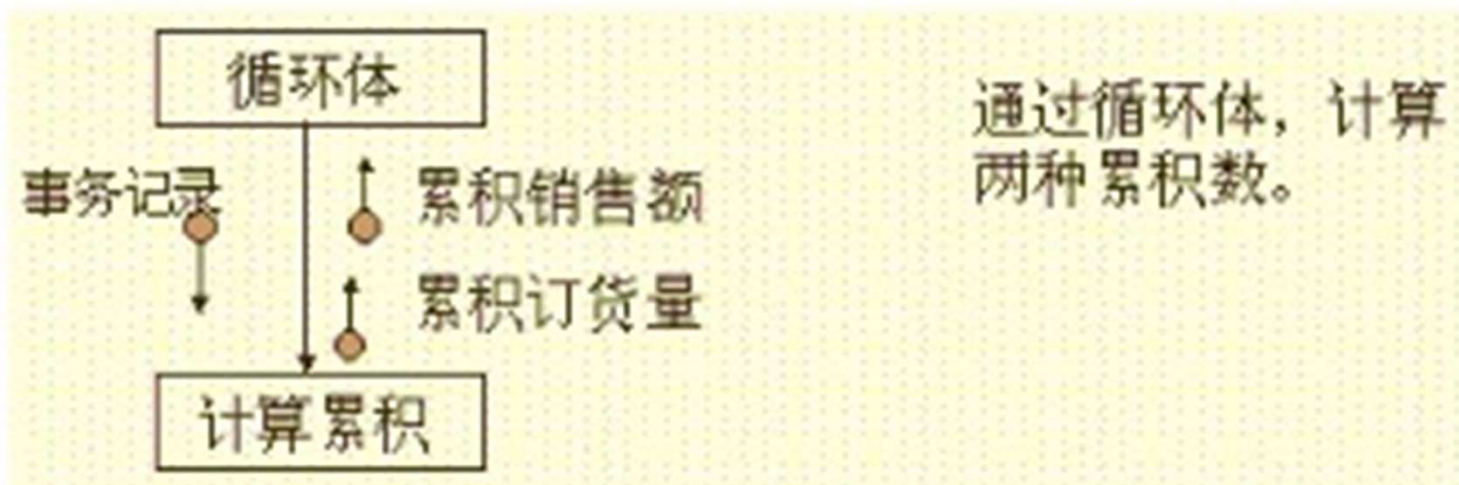 循环体
通过循环体，计算
两种累积数。
事务记录
累积销售额
累积订货量
计算累积